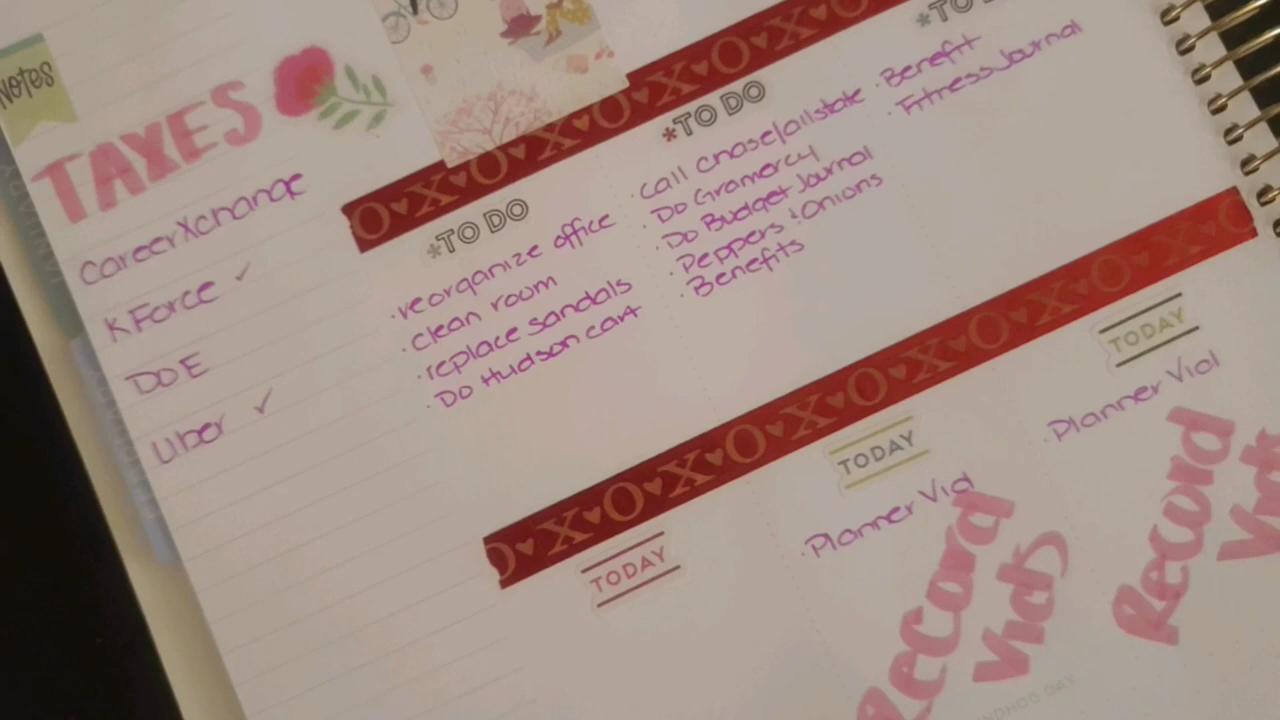 Notes
TAXES
CareerXchange
KForce ✓
DOE
Uber ✓
O♥X♥O♥X♥O♥X♥O♥X
*TO DO
·reorganize office
·clean room
·replace sandals
·DO Hudson cart
*TO DO
·Call chase/allstate
·DO Gramercy
·DO Budget Journal
·Peppers & Onions
·Benefits
*TO
·Benefit
·Fitness Journal
O♥X♥O♥X♥O♥X♥O♥X♥O♥X♥O♥X♥O
TODAY
TODAY
·Planner Vid
Record
Vids
TODAY
·Planner Vid
Record